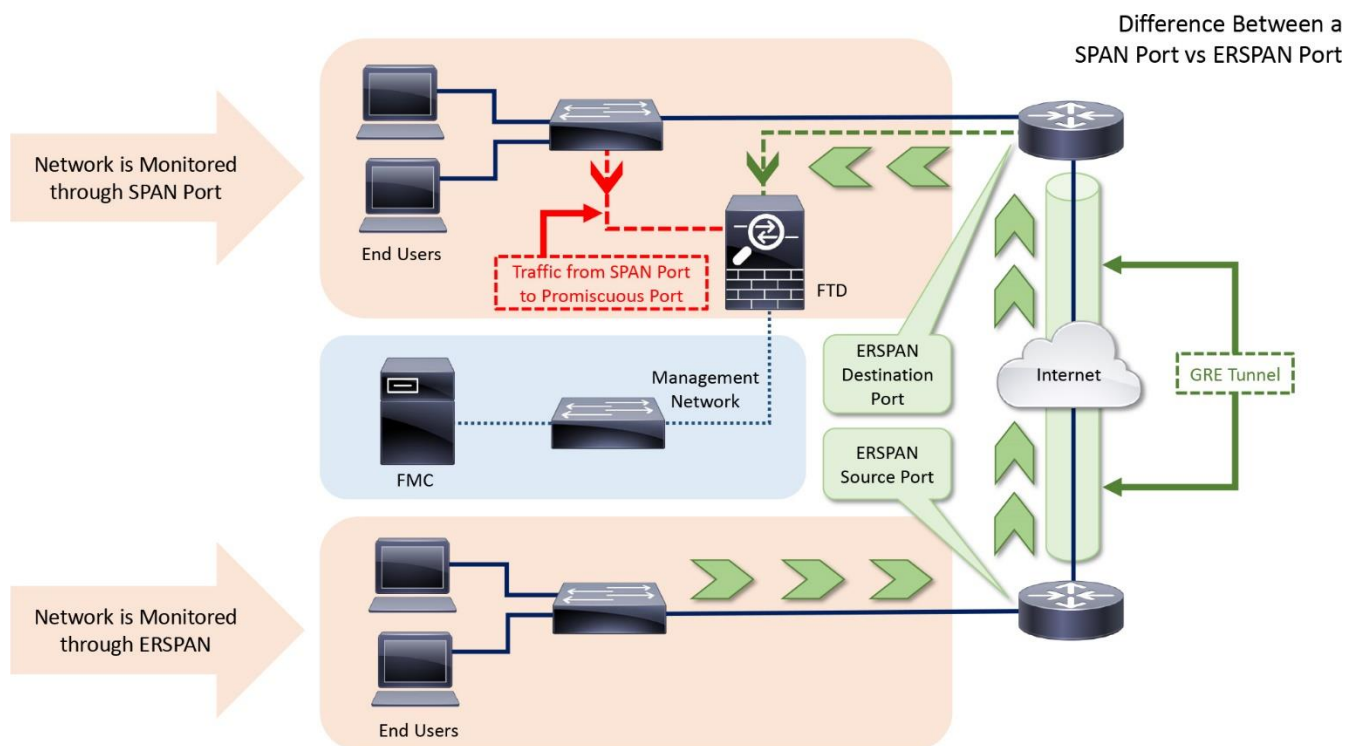 Difference Between a
SPAN Port vs ERSPAN Port
Network is Monitored
through SPAN Port
End Users
Traffic from SPAN Port
to Promiscuous Port
FTD
Management
Network
FMC
ERSPAN
Destination
Port
Internet
GRE Tunnel
ERSPAN
Source Port
Network is Monitored
through ERSPAN
End Users